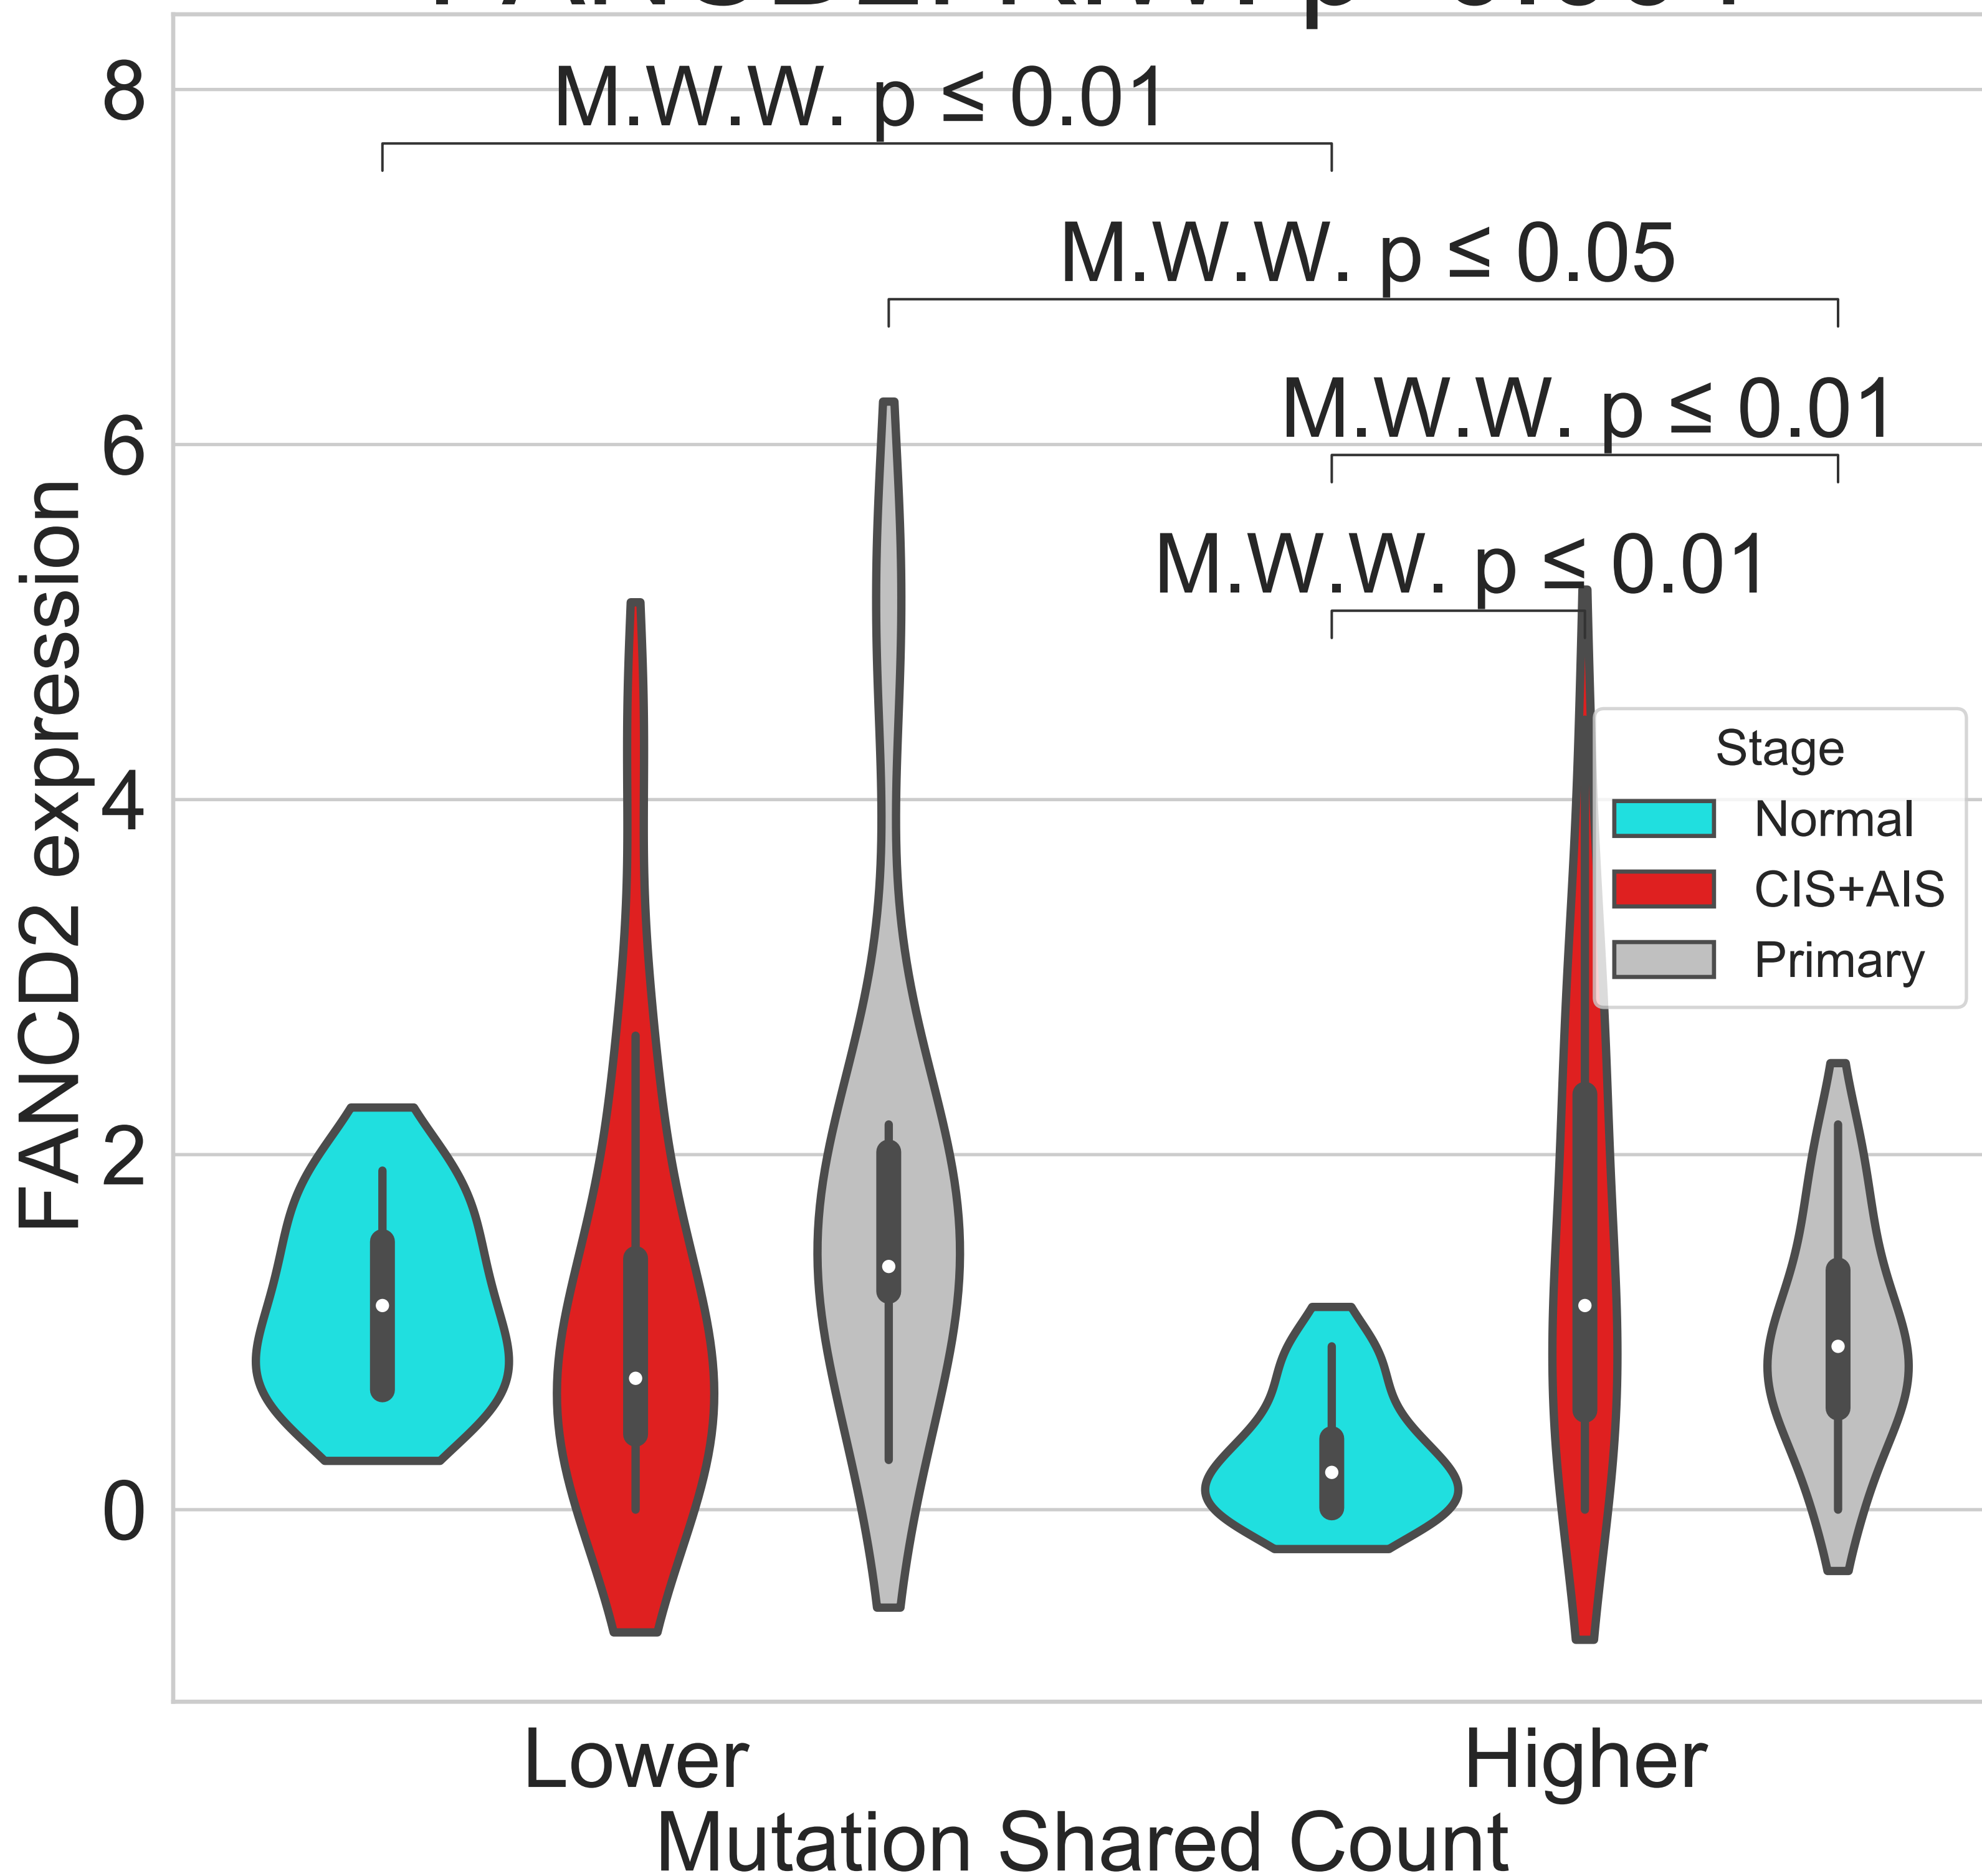 M.W.W. p ≤ 0.01
M.W.W. p ≤ 0.05
M.W.W. p ≤ 0.01
M.W.W. p ≤ 0.01
8
6
4
2
0
FANCD2 expression
Stage
Normal
CIS+AIS
Primary
Lower
Higher
Mutation Shared Count